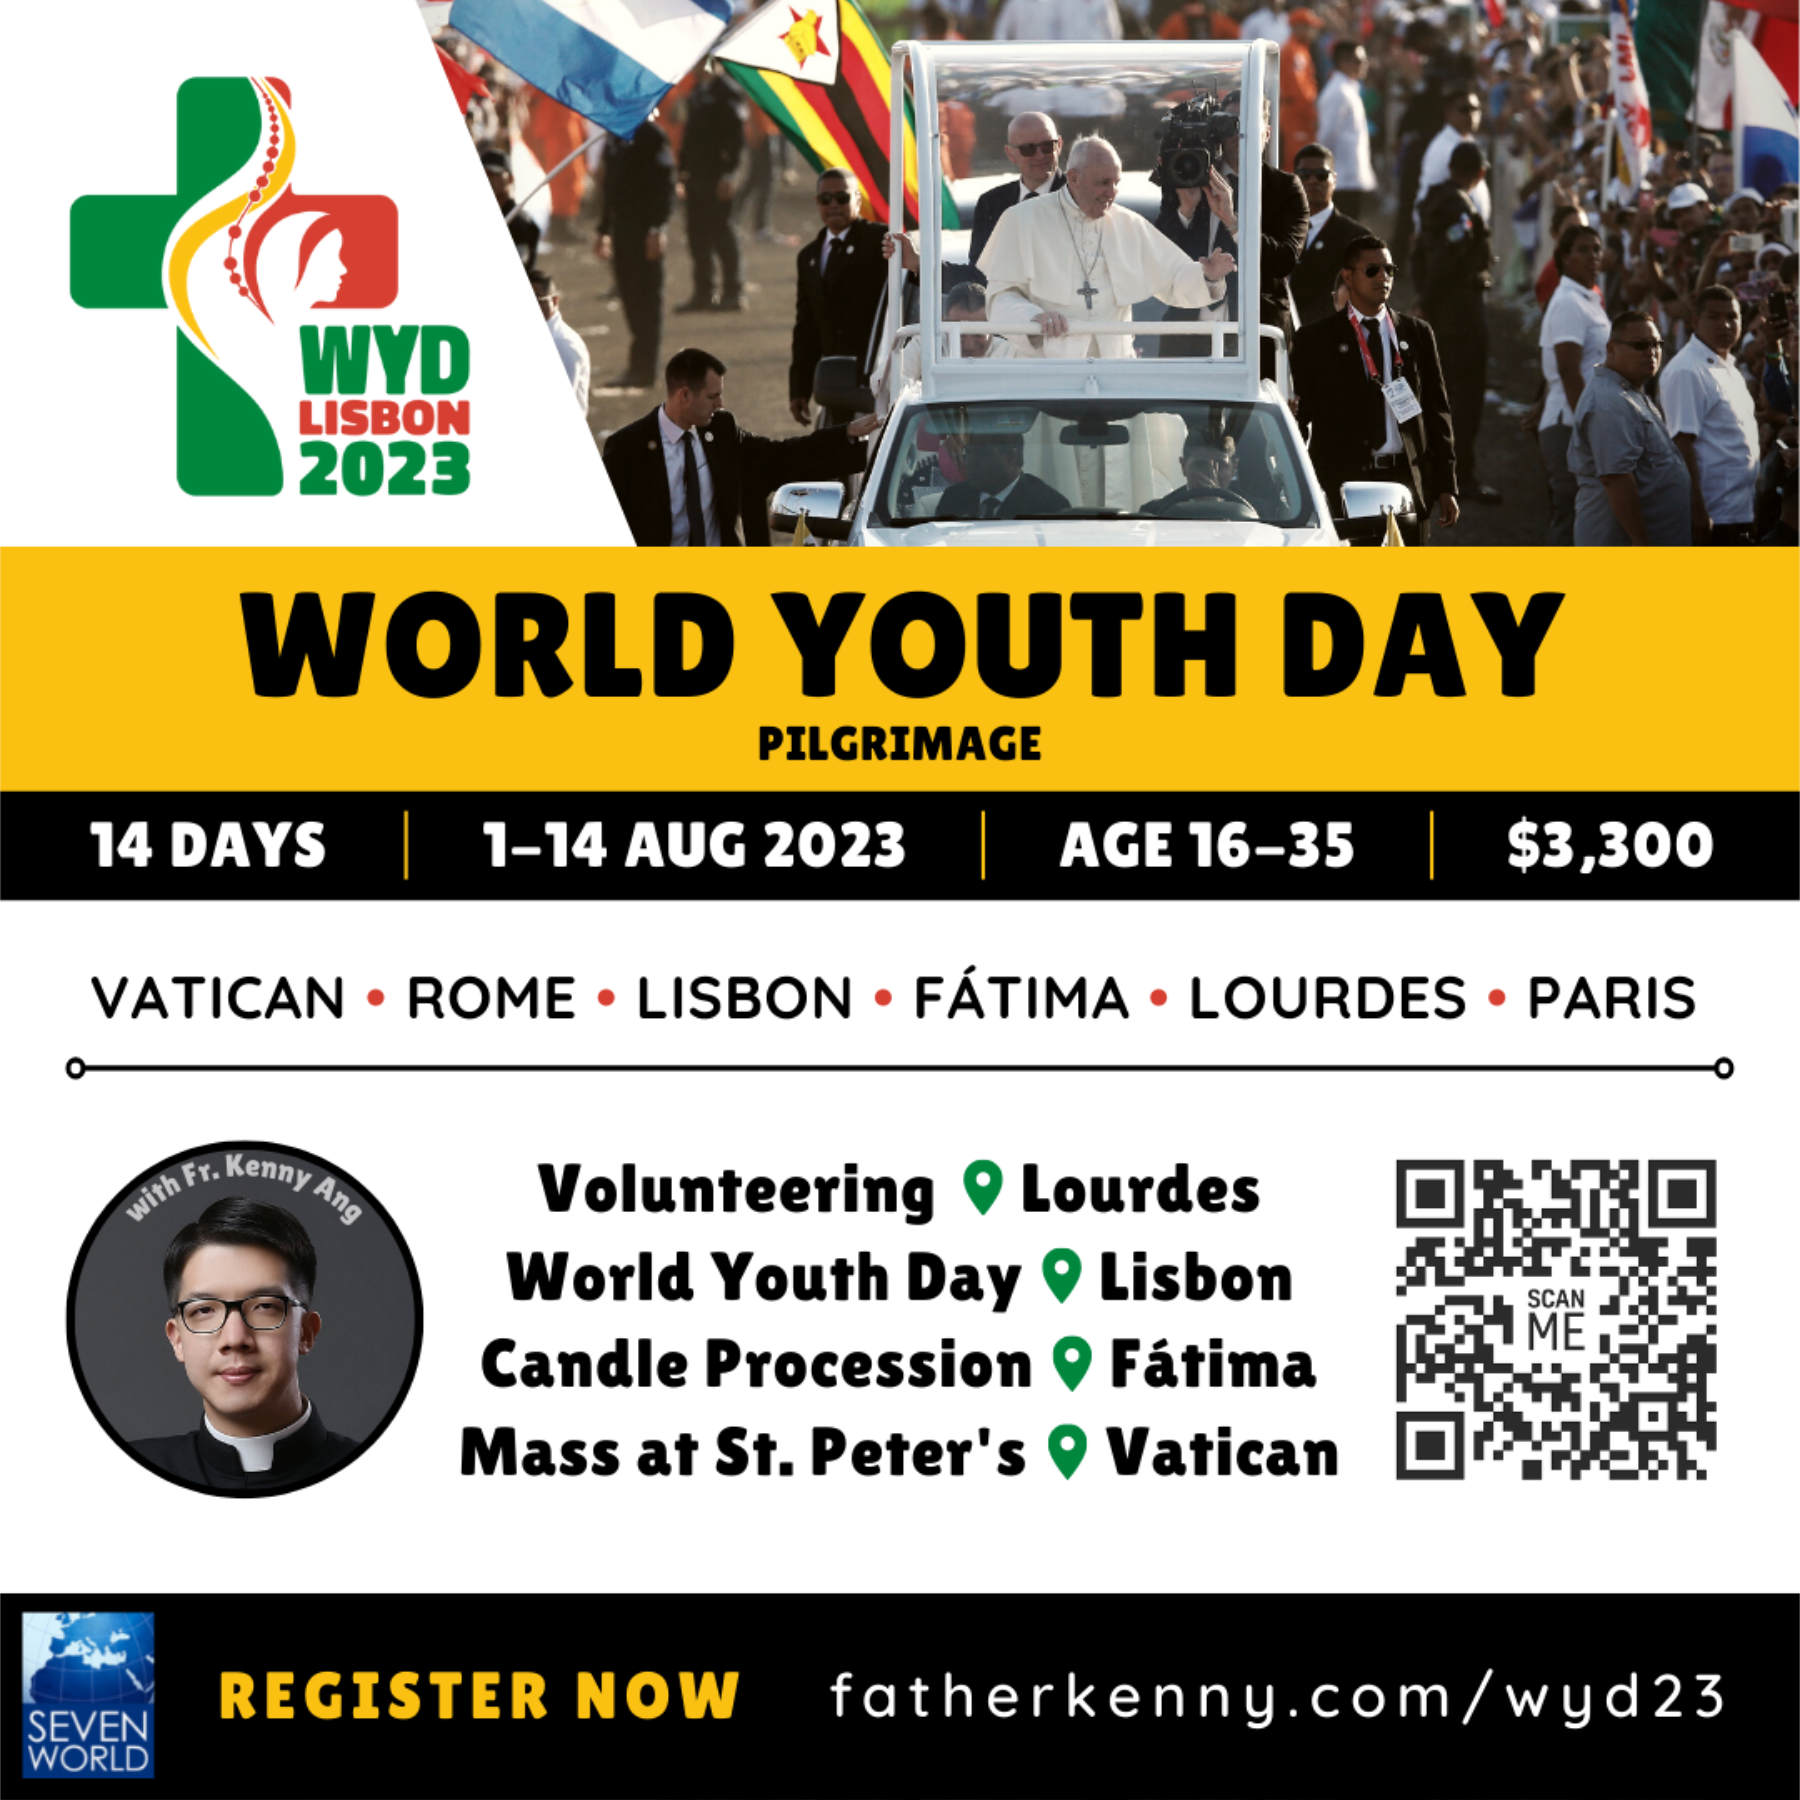 WYD
LISBON
2023
WORLD YOUTH DAY
PILGRIMAGE
14 DAYS | 1–14 AUG 2023 | AGE 16–35 | $3,300
VATICAN • ROME • LISBON • FÁTIMA • LOURDES • PARIS
with Fr. Kenny Ang
Volunteering Lourdes
World Youth Day Lisbon
Candle Procession Fátima
Mass at St. Peter's Vatican
SCAN
ME
SEVEN
WORLD
REGISTER NOW fatherkenny.com/wyd23